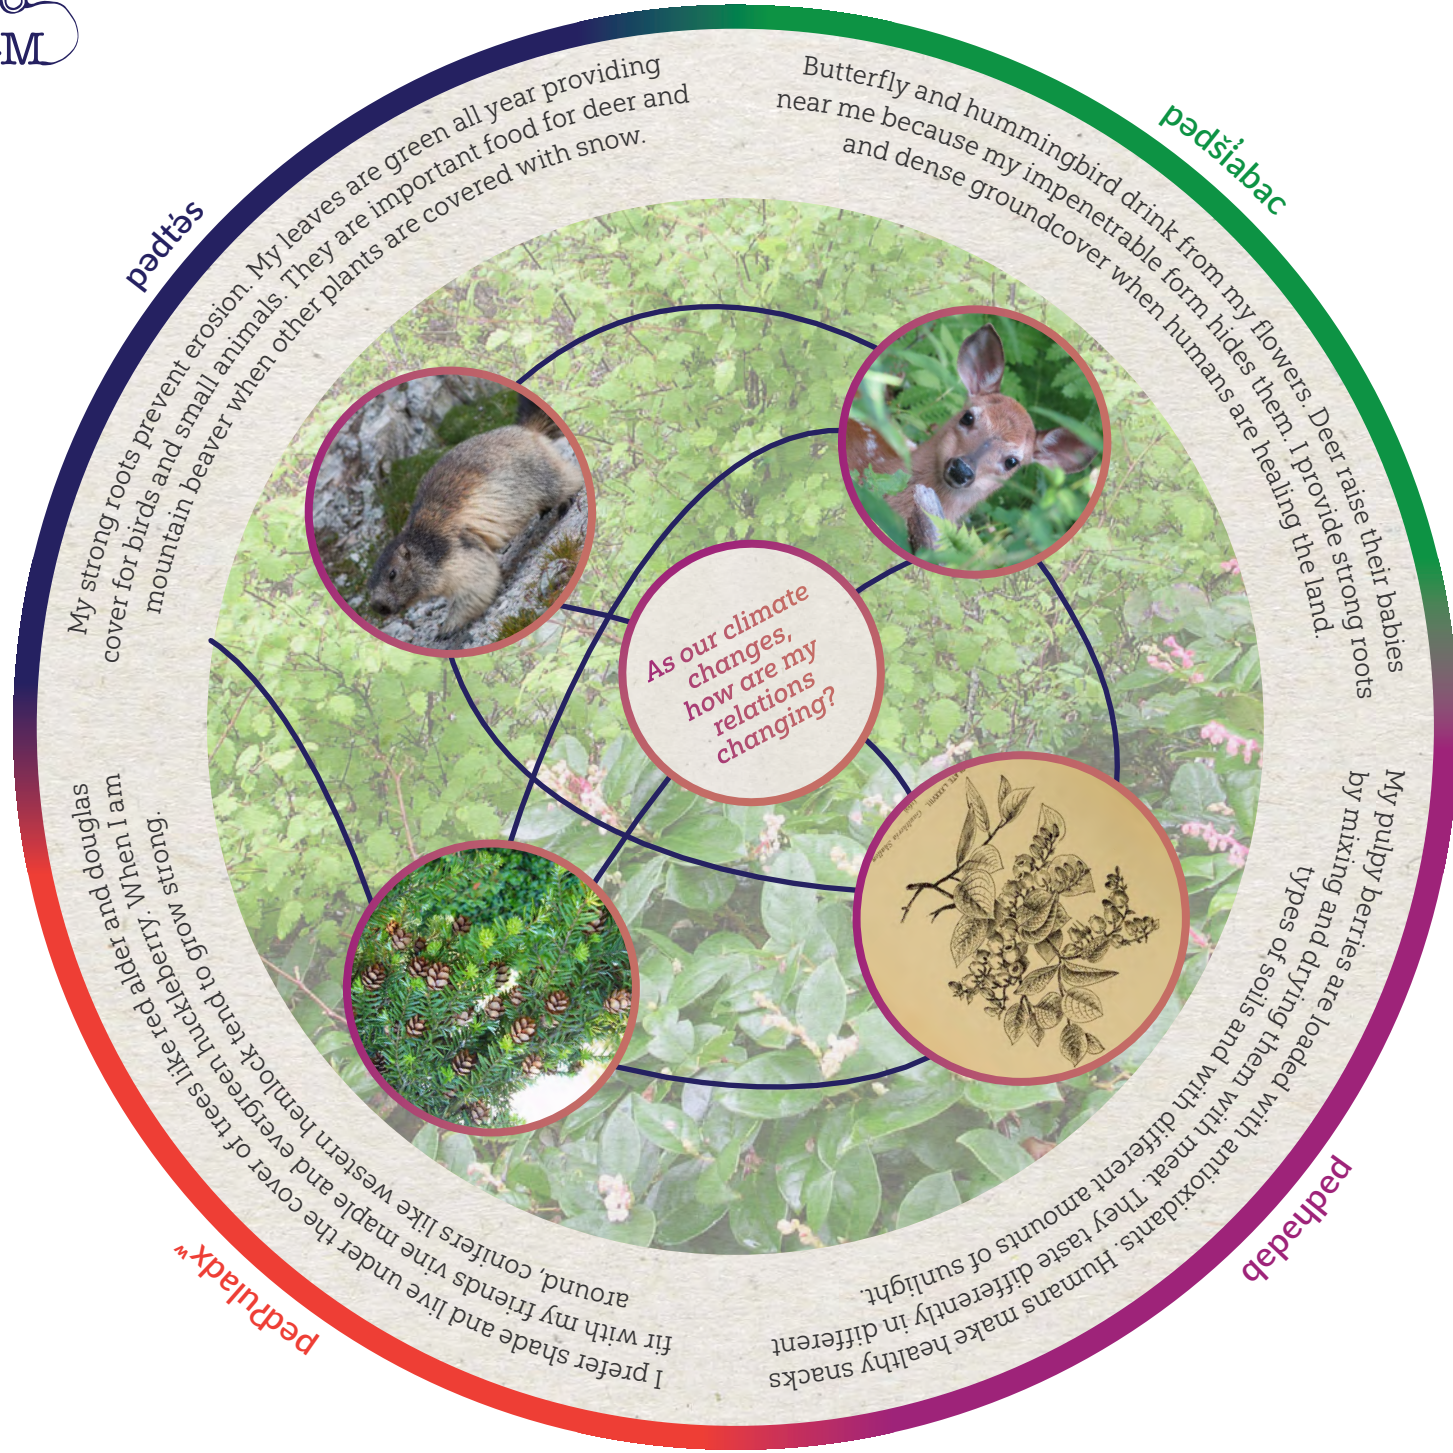 M
pədtə́s
My strong roots prevent erosion. My leaves are green all year providing
cover for birds and small animals. They are important food for deer and
mountain beaver when other plants are covered with snow.
pədšix̌abac
Butterfly and hummingbird drink from my flowers. Deer raise their babies
near me because my impenetrable form hides them. I provide strong roots
and dense groundcover when humans are healing the land.
As our climate
changes,
how are my
relations
changing?
My pulpy berries are loaded with antioxidants. Humans make healthy snacks
by mixing and drying them with meat. They taste differently in different
types of soils and with different amounts of sunlight.
pədhədəb
I prefer shade and live under the cover of trees like red alder and douglas
fir with my friends vine maple and evergreen huckleberry. When I am
around, conifers like western hemlock tend to grow strong.
pədʔuladxʷ